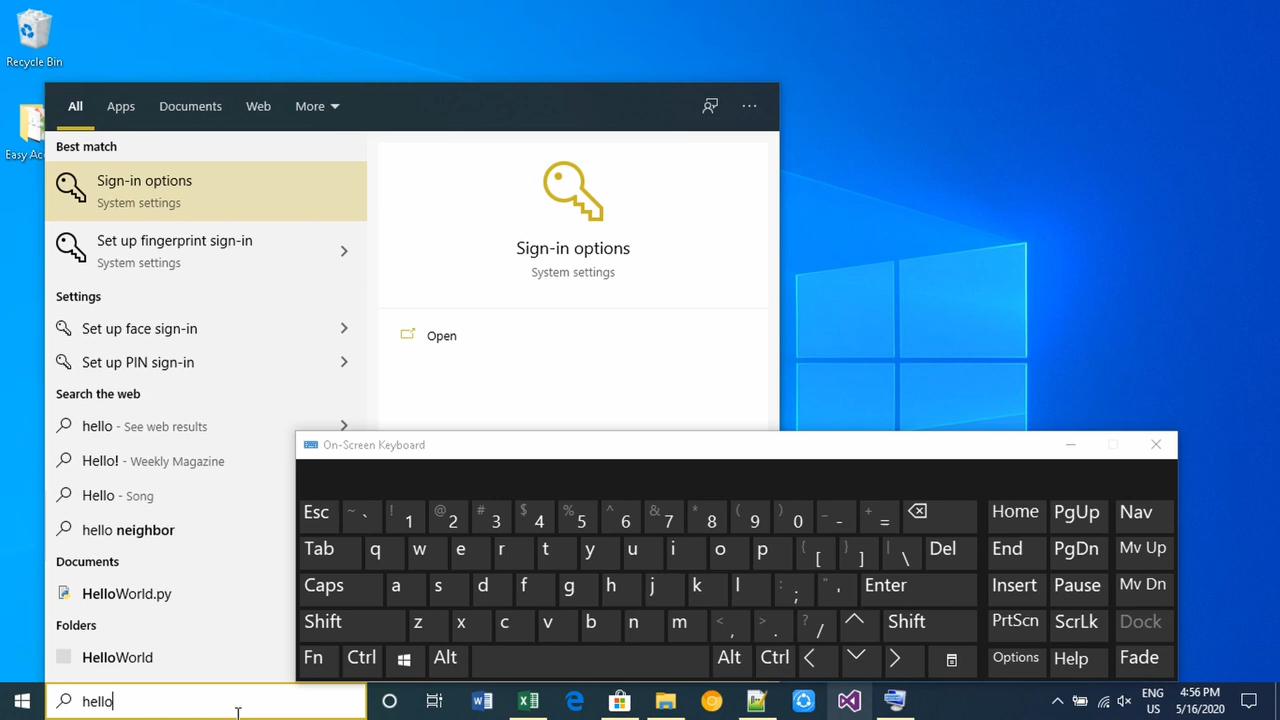 Recycle Bin
Easy Acc
All Apps Documents Web More
Best match
Sign-in options
System settings
Set up fingerprint sign-in
System settings
Settings
Set up face sign-in
Set up PIN sign-in
Search the web
hello - See web results
Hello! - Weekly Magazine
Hello - Song
hello neighbor
Documents
HelloWorld.py
Folders
HelloWorld
hello
Sign-in options
System settings
Open
On-Screen Keyboard
Esc ~ ` ! 1 @ 2 # 3 $ 4 % 5 ^ 6 & 7 * 8 ( 9 ) 0 _ - + = Home PgUp Nav
Tab q w e r t y u i o p { [ } ] | \ Del End PgDn Mv Up
Caps a s d f g h j k l : ; " ' Enter Insert Pause Mv Dn
Shift z x c v b n m < , > . ? / Shift PrtScn ScrLk Dock
Fn Ctrl Alt Alt Ctrl Options Help Fade
ENG
US
4:56 PM
5/16/2020